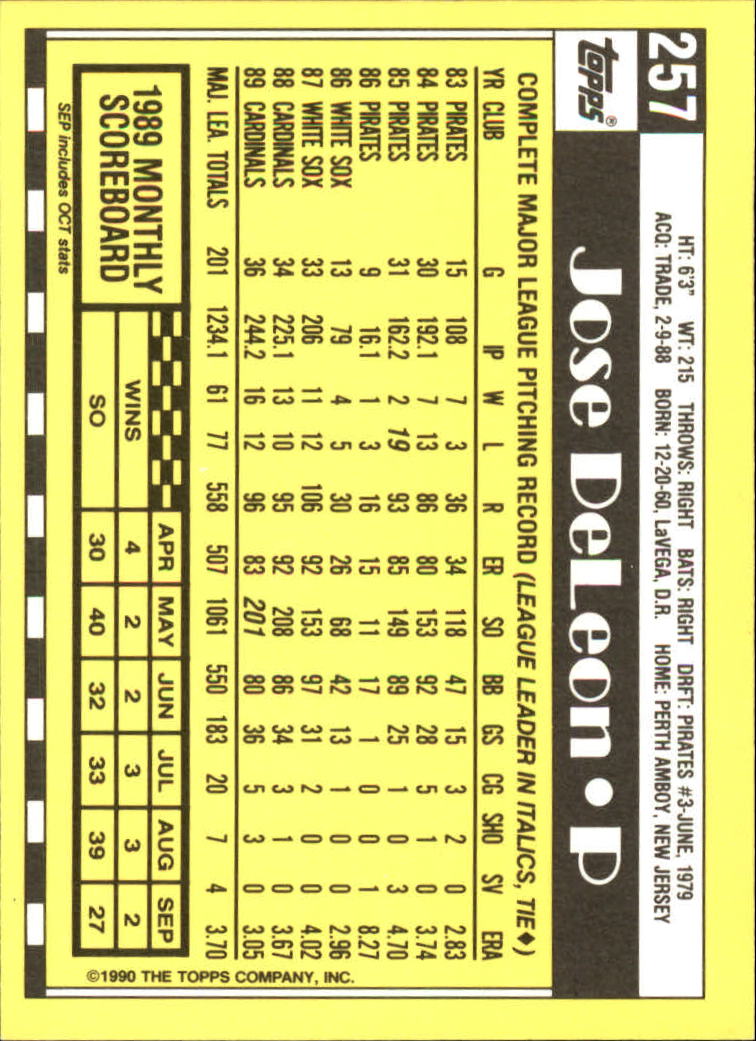 257
topps®
HT: 6'3" WT: 215 THROWS: RIGHT BATS: RIGHT DRFT: PIRATES #3-JUNE, 1979
ACQ: TRADE, 2-9-88 BORN: 12-20-60, LaVEGA, D.R. HOME: PERTH AMBOY, NEW JERSEY
JOSE DeLeon • P
COMPLETE MAJOR LEAGUE PITCHING RECORD (LEAGUE LEADER IN ITALICS, TIE♦)
YR CLUB G IP W L R ER SO BB GS CG SHO SV ERA
83 PIRATES 15 108 7 3 36 34 118 47 15 3 2 0 2.83
84 PIRATES 30 192.1 7 13 86 80 153 92 28 5 1 0 3.74
85 PIRATES 31 162.2 2 19 93 85 149 89 25 1 0 3 4.70
86 PIRATES 9 16.1 1 3 16 15 11 17 1 0 0 1 8.27
86 WHITE SOX 13 79 4 5 30 26 68 42 13 1 0 0 2.96
87 WHITE SOX 33 206 11 12 106 92 153 97 31 2 0 0 4.02
88 CARDINALS 34 225.1 13 10 95 92 208 86 34 3 1 0 3.67
89 CARDINALS 36 244.2 16 12 96 83 201 80 36 5 3 0 3.05
MAJ. LEA. TOTALS 201 1234.1 61 77 558 507 1061 550 183 20 7 4 3.70
1989 MONTHLY
SCOREBOARD
APR MAY JUN JUL AUG SEP
WINS 4 2 2 3 3 2
SO 30 40 32 33 39 27
SEP includes OCT stats
©1990 THE TOPPS COMPANY, INC.